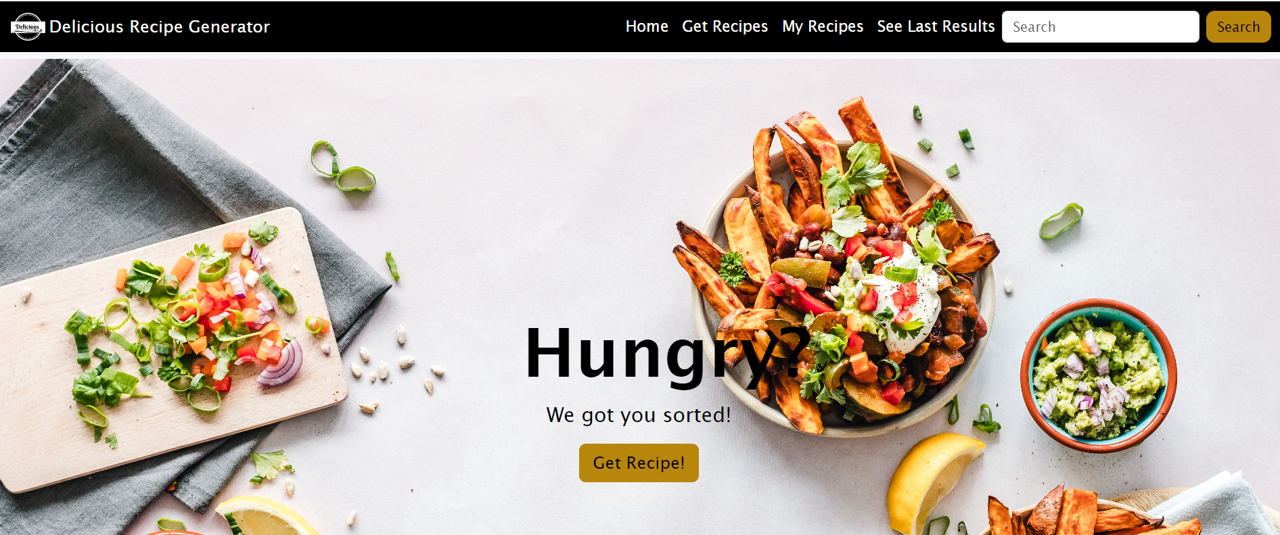 Delicious
Delicious Recipe Generator
Home
Get Recipes
My Recipes
See Last Results
Search
Search
Hungry?
We got you sorted!
Get Recipe!